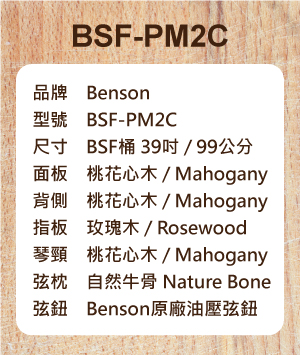 BSF-PM2C
品牌 Benson
型號 BSF-PM2C
尺寸 BSF桶 39吋 / 99公分
面板 桃花心木 / Mahogany
背側 桃花心木 / Mahogany
指板 玫瑰木 / Rosewood
琴頸 桃花心木 / Mahogany
弦枕 自然牛骨 Nature Bone
弦鈕 Benson原廠油壓弦鈕